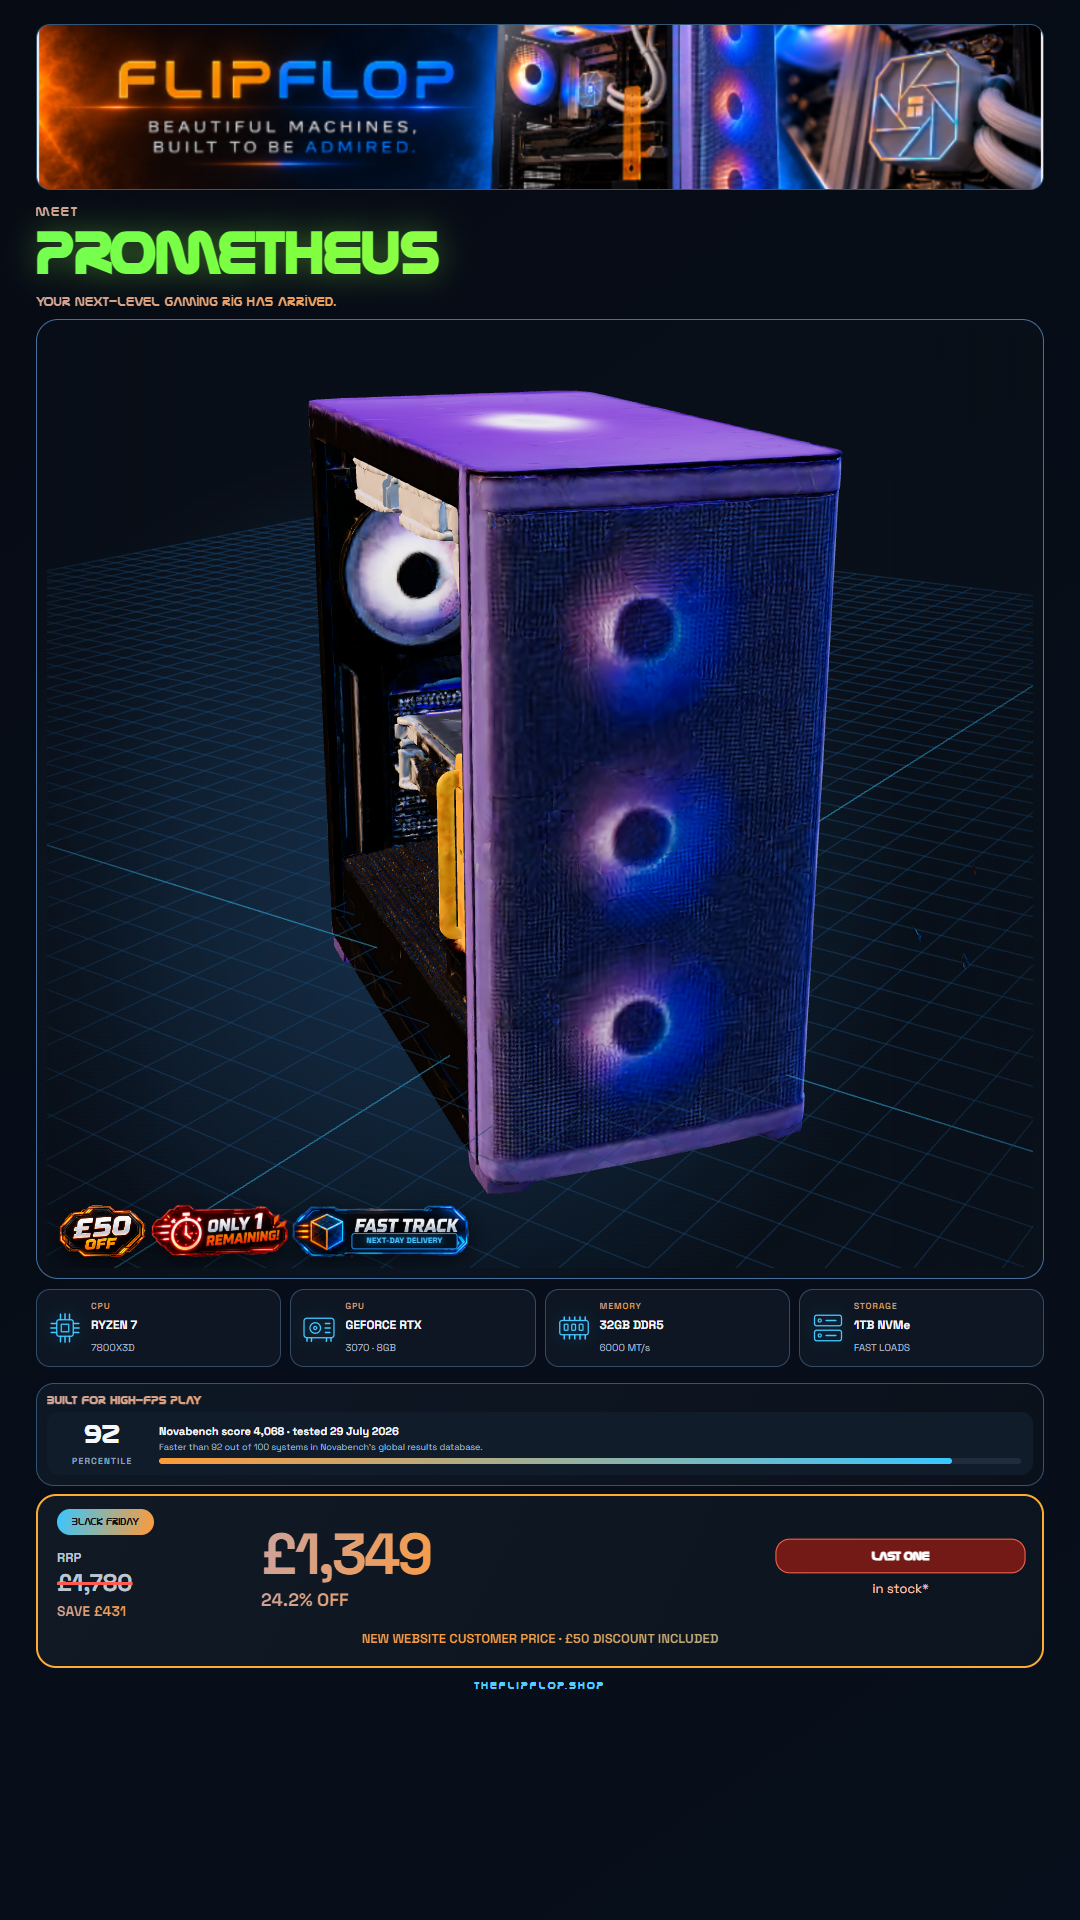 FLIPFLOP
BEAUTIFUL MACHINES,
BUILT TO BE ADMIRED.
MEET
PROMETHEUS
YOUR NEXT-LEVEL GAMING RIG HAS ARRIVED.
£50 OFF
ONLY 1 REMAINING!
FAST TRACK
NEXT-DAY DELIVERY
CPU
RYZEN 7
7800X3D
GPU
GEFORCE RTX
3070 · 8GB
MEMORY
32GB DDR5
6000 MT/s
STORAGE
1TB NVMe
FAST LOADS
BUILT FOR HIGH-FPS PLAY
92
PERCENTILE
Novabench score 4,068 · tested 29 July 2026
Faster than 92 out of 100 systems in Novabench's global results database.
BLACK FRIDAY
RRP
£1,780
SAVE £431
£1,349
24.2% OFF
LAST ONE
in stock*
NEW WEBSITE CUSTOMER PRICE · £50 DISCOUNT INCLUDED
THEFLIPFLOP.SHOP